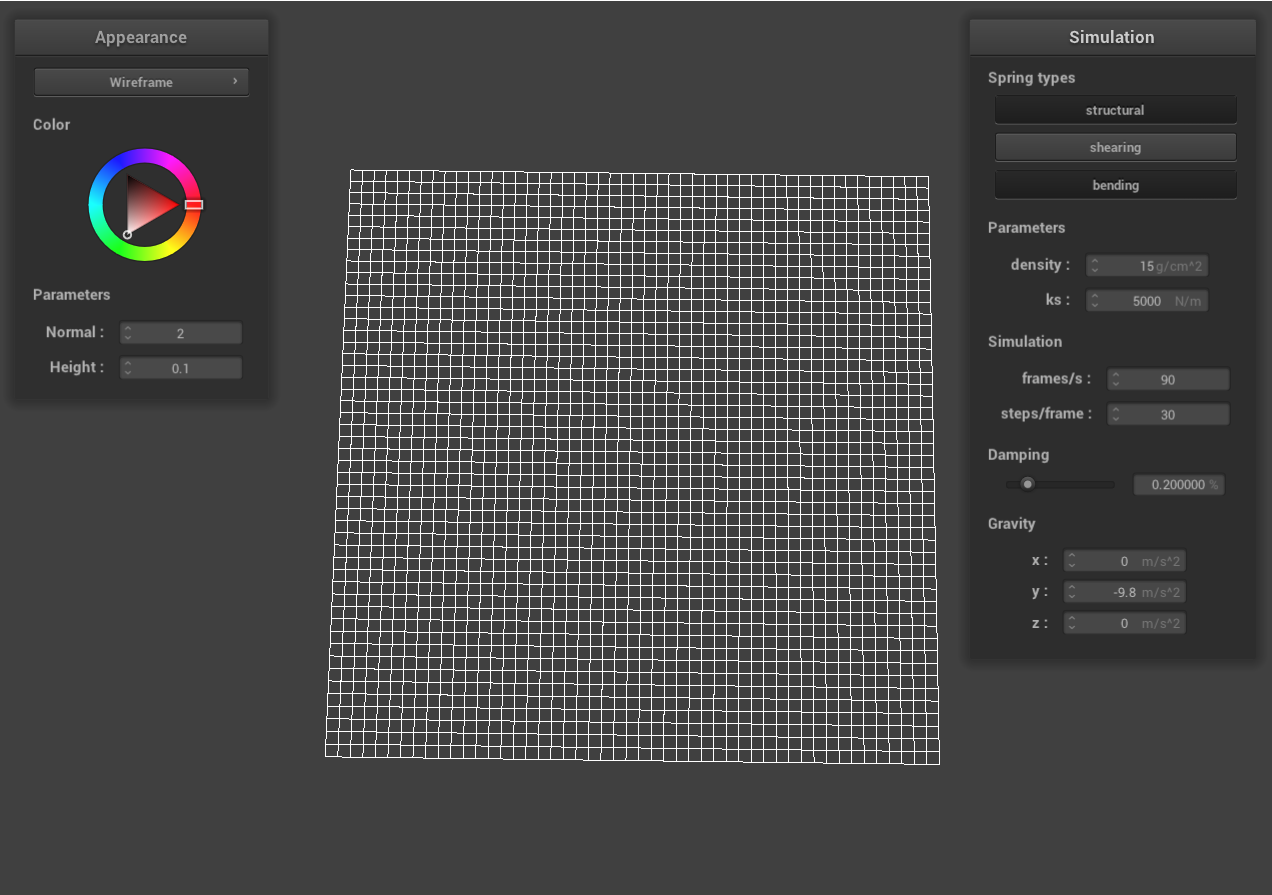 Appearance
Wireframe
Color
Parameters
Normal : 2
Height : 0.1
Simulation
Spring types
structural
shearing
bending
Parameters
density : 15 g/cm^2
ks : 5000 N/m
Simulation
frames/s : 90
steps/frame : 30
Damping
0.200000 %
Gravity
x : 0 m/s^2
y : -9.8 m/s^2
z : 0 m/s^2